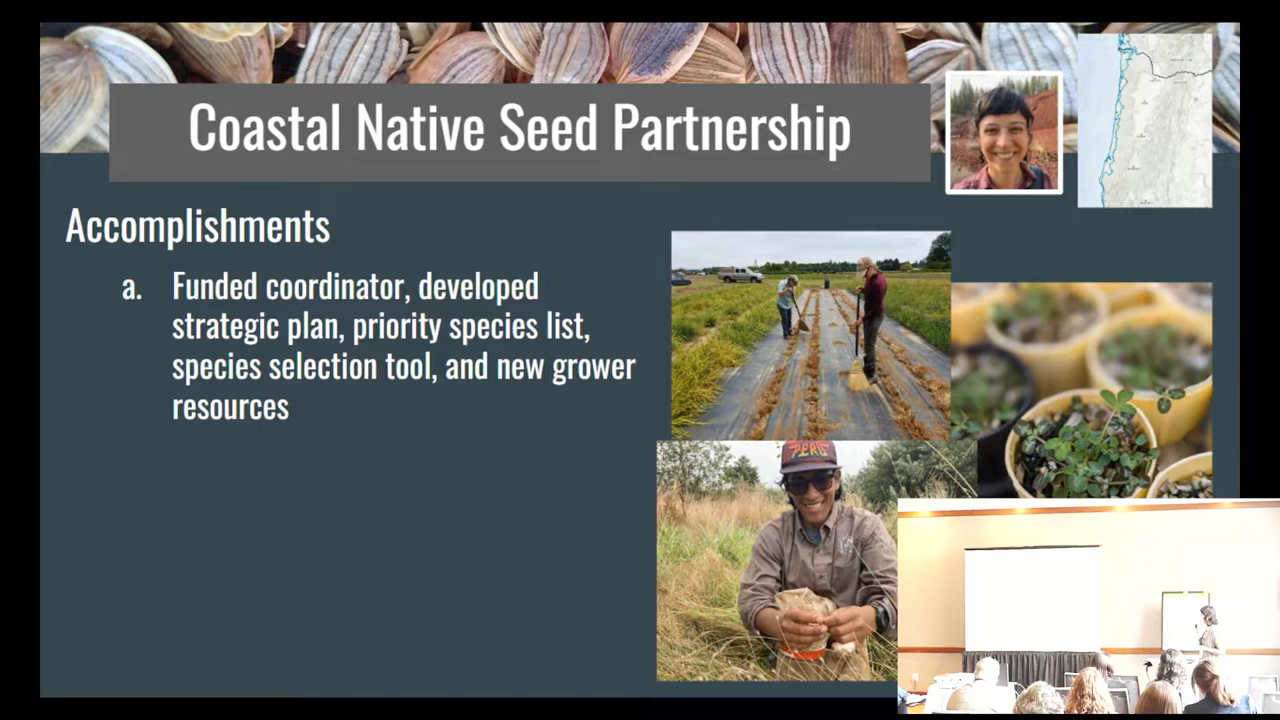 Coastal Native Seed Partnership
Accomplishments
a. Funded coordinator, developed
strategic plan, priority species list,
species selection tool, and new grower
resources
PERG